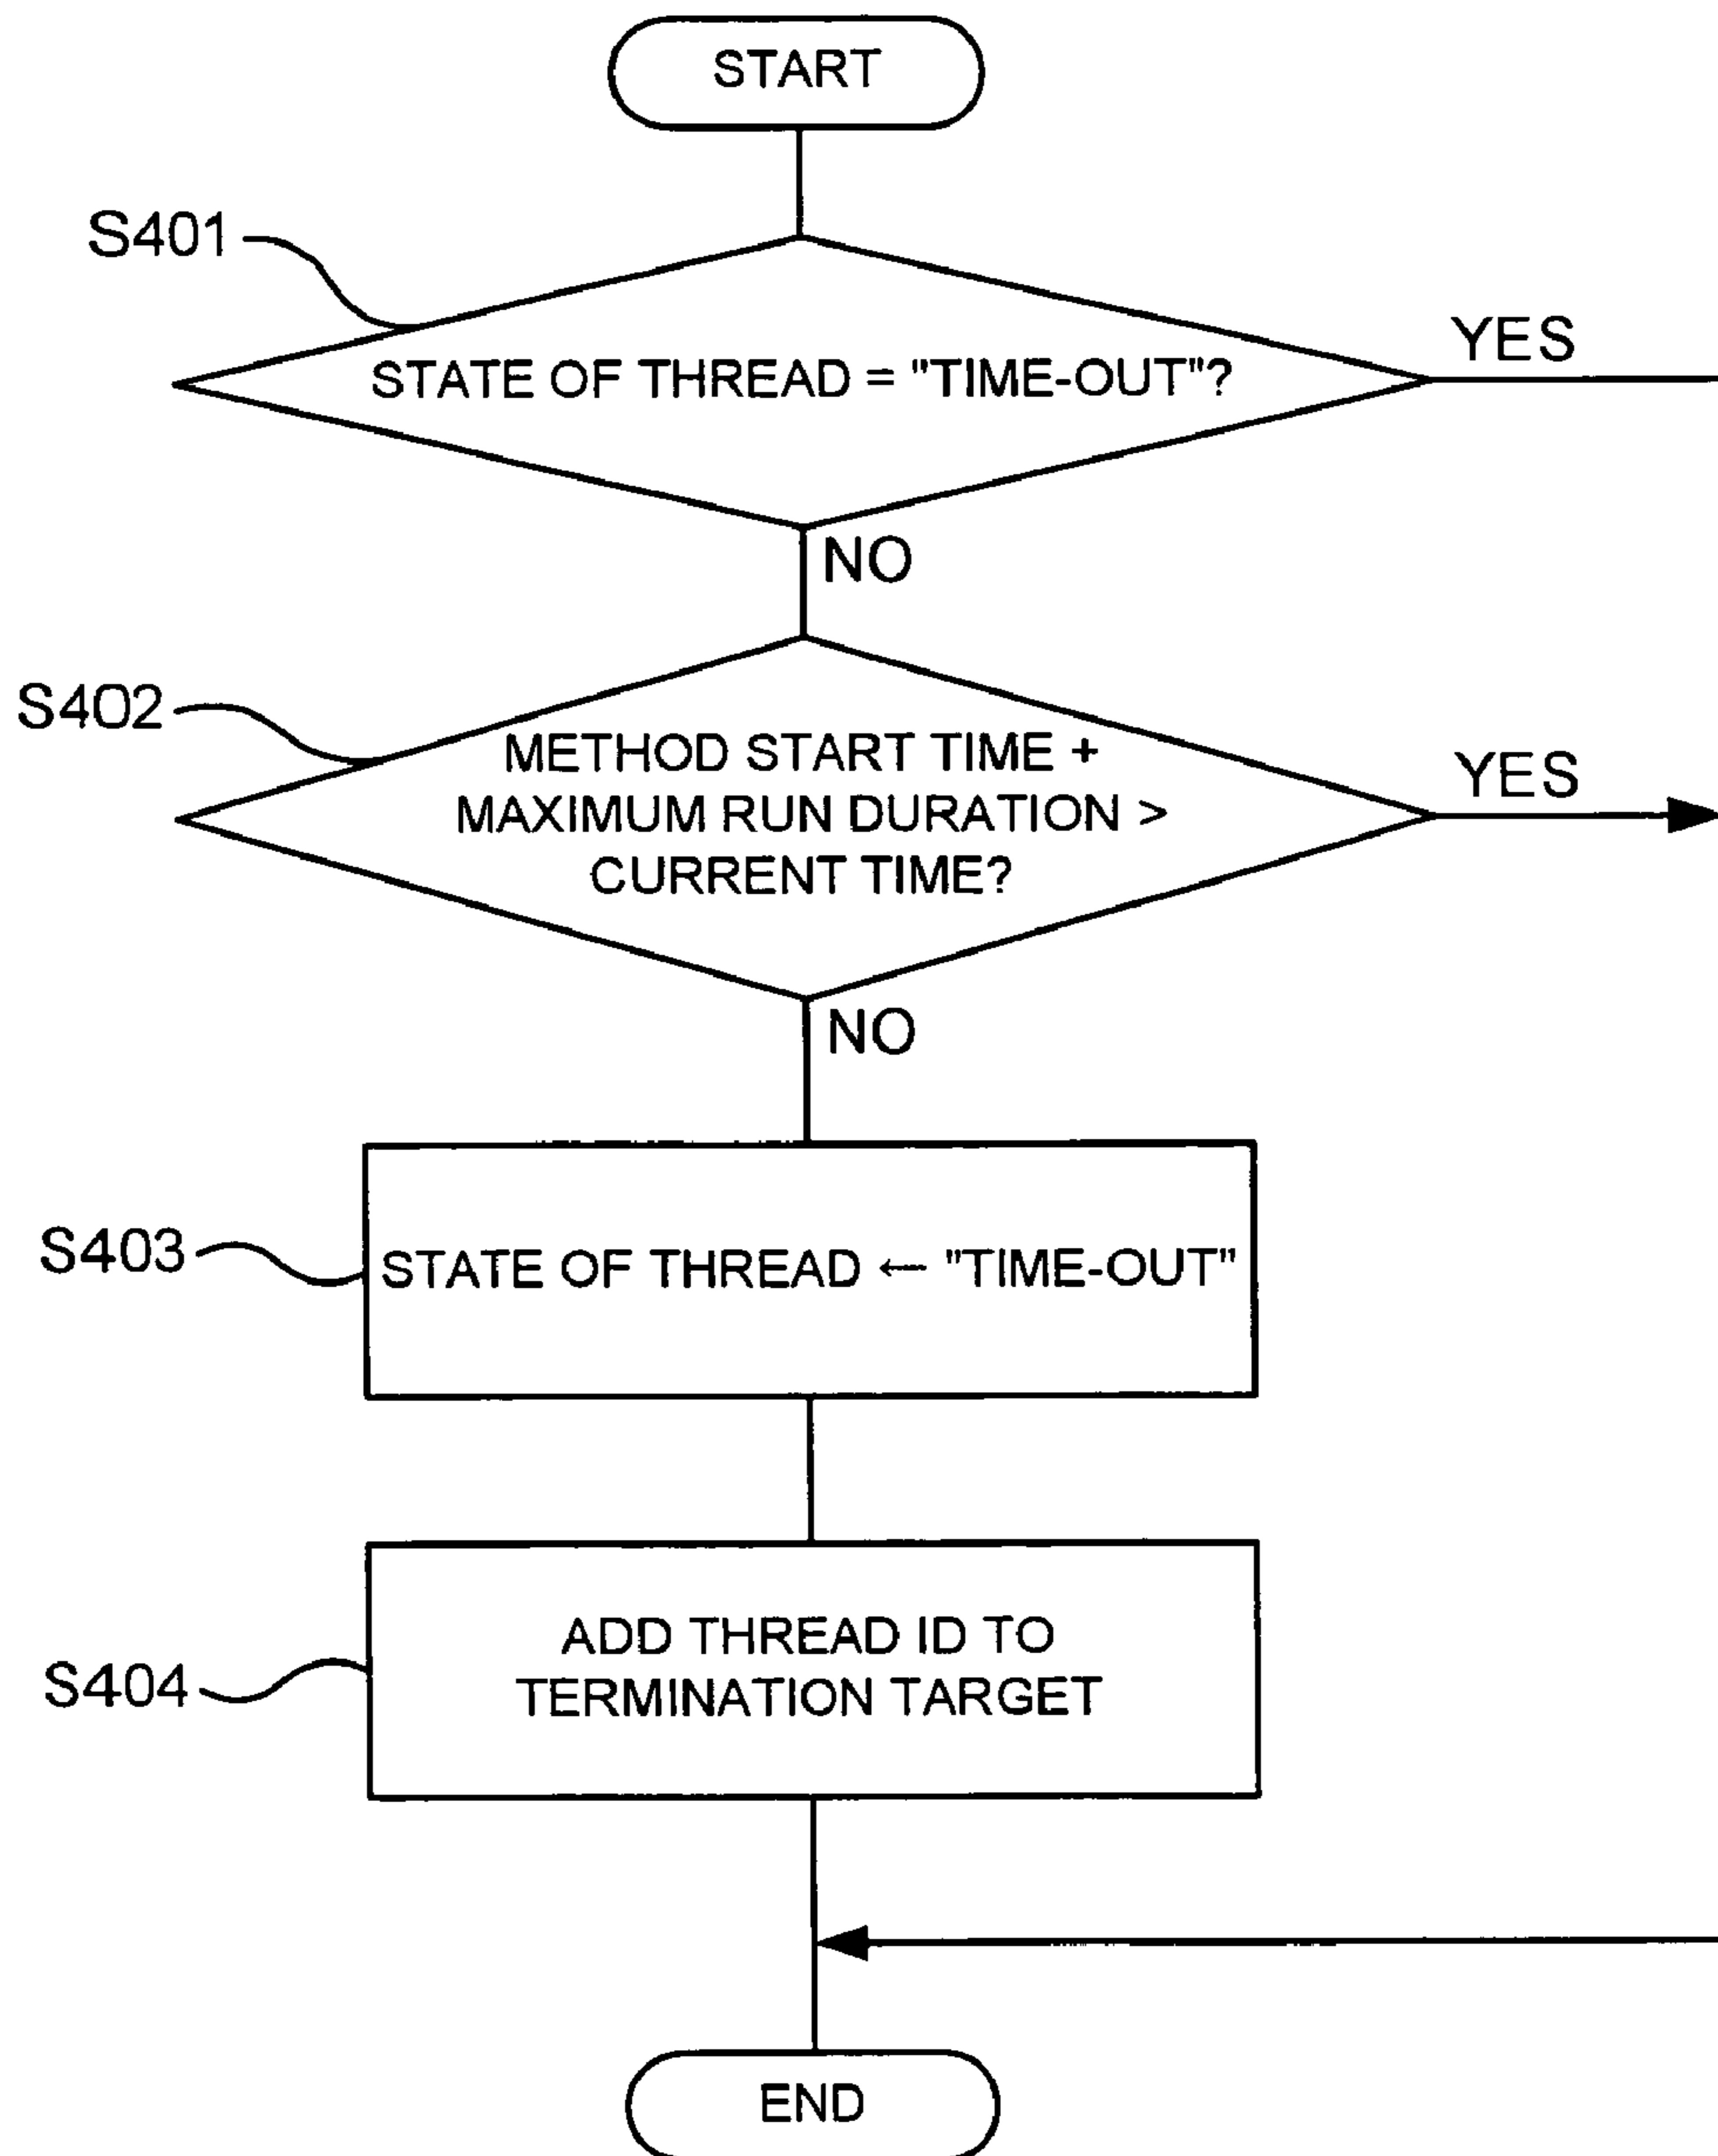 START
S401
STATE OF THREAD = "TIME-OUT"?
YES
NO
S402
METHOD START TIME +
MAXIMUM RUN DURATION >
CURRENT TIME?
YES
NO
S403
STATE OF THREAD ← "TIME-OUT"
S404
ADD THREAD ID TO
TERMINATION TARGET
END